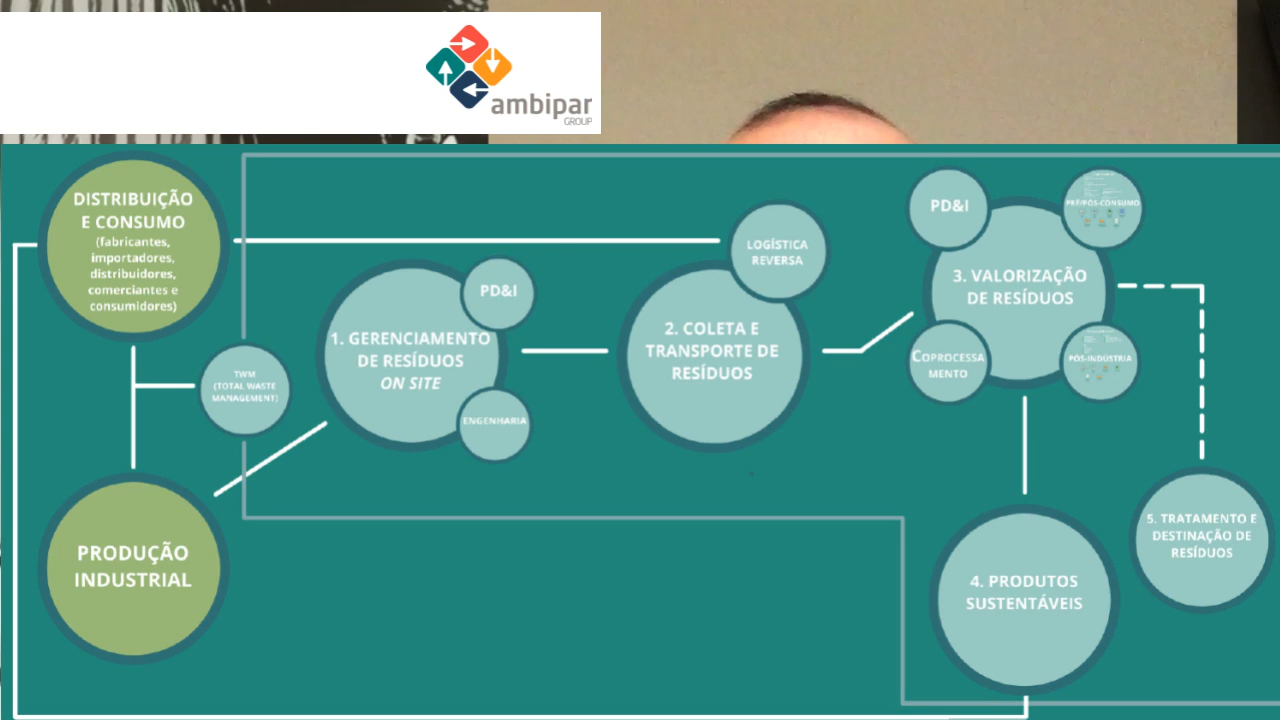 ambipar
GROUP
DISTRIBUIÇÃO
E CONSUMO
(fabricantes,
importadores,
distribuidores,
comerciantes e
consumidores)
TWM
(TOTAL WASTE
MANAGEMENT)
PRODUÇÃO
INDUSTRIAL
1. GERENCIAMENTO
DE RESÍDUOS
ON SITE
PD&I
ENGENHARIA
2. COLETA E
TRANSPORTE DE
RESÍDUOS
LOGÍSTICA
REVERSA
3. VALORIZAÇÃO
DE RESÍDUOS
PD&I
PRÉ/PÓS-CONSUMO
COPROCESSA
MENTO
PÓS-INDÚSTRIA
4. PRODUTOS
SUSTENTÁVEIS
5. TRATAMENTO E
DESTINAÇÃO DE
RESÍDUOS